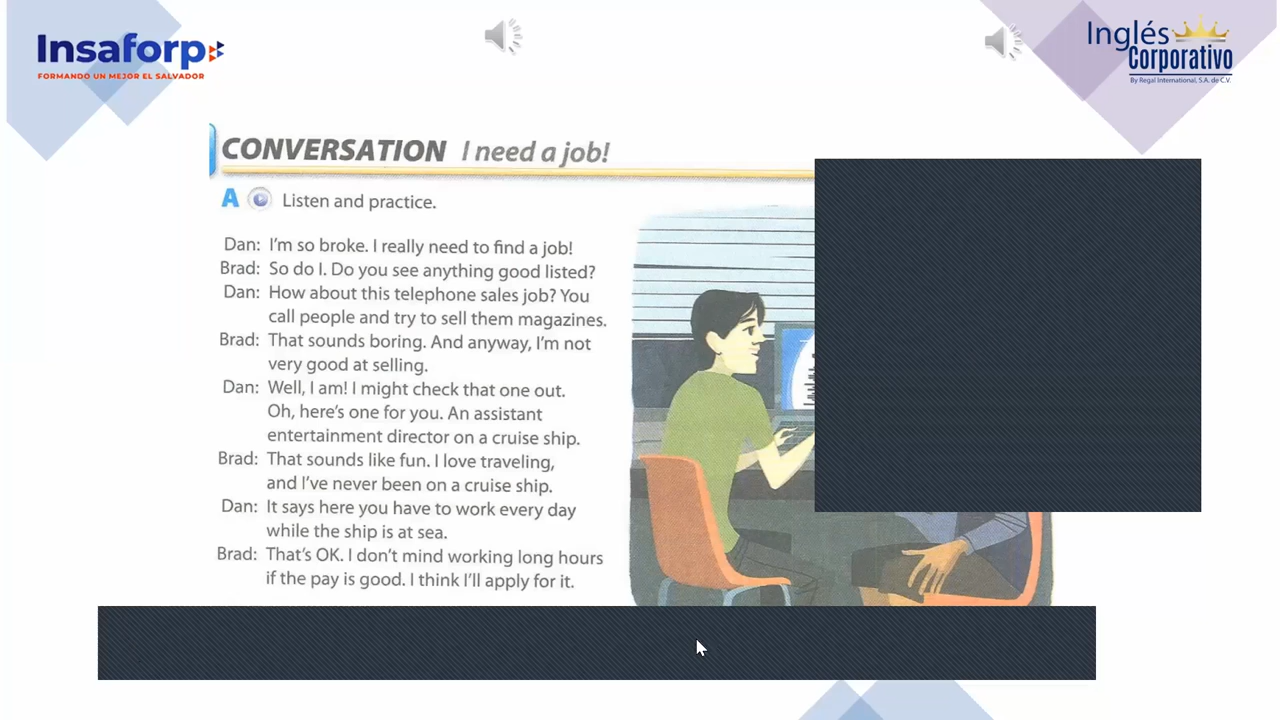 Insaforp
FORMANDO UN MEJOR EL SALVADOR
Inglés
Corporativo
By Regal International, S.A. de C.V.
CONVERSATION I need a job!
A Listen and practice.
Dan: I'm so broke. I really need to find a job!
Brad: So do I. Do you see anything good listed?
Dan: How about this telephone sales job? You
call people and try to sell them magazines.
Brad: That sounds boring. And anyway, I'm not
very good at selling.
Dan: Well, I am! I might check that one out.
Oh, here's one for you. An assistant
entertainment director on a cruise ship.
Brad: That sounds like fun. I love traveling,
and I've never been on a cruise ship.
Dan: It says here you have to work every day
while the ship is at sea.
Brad: That's OK. I don't mind working long hours
if the pay is good. I think I'll apply for it.